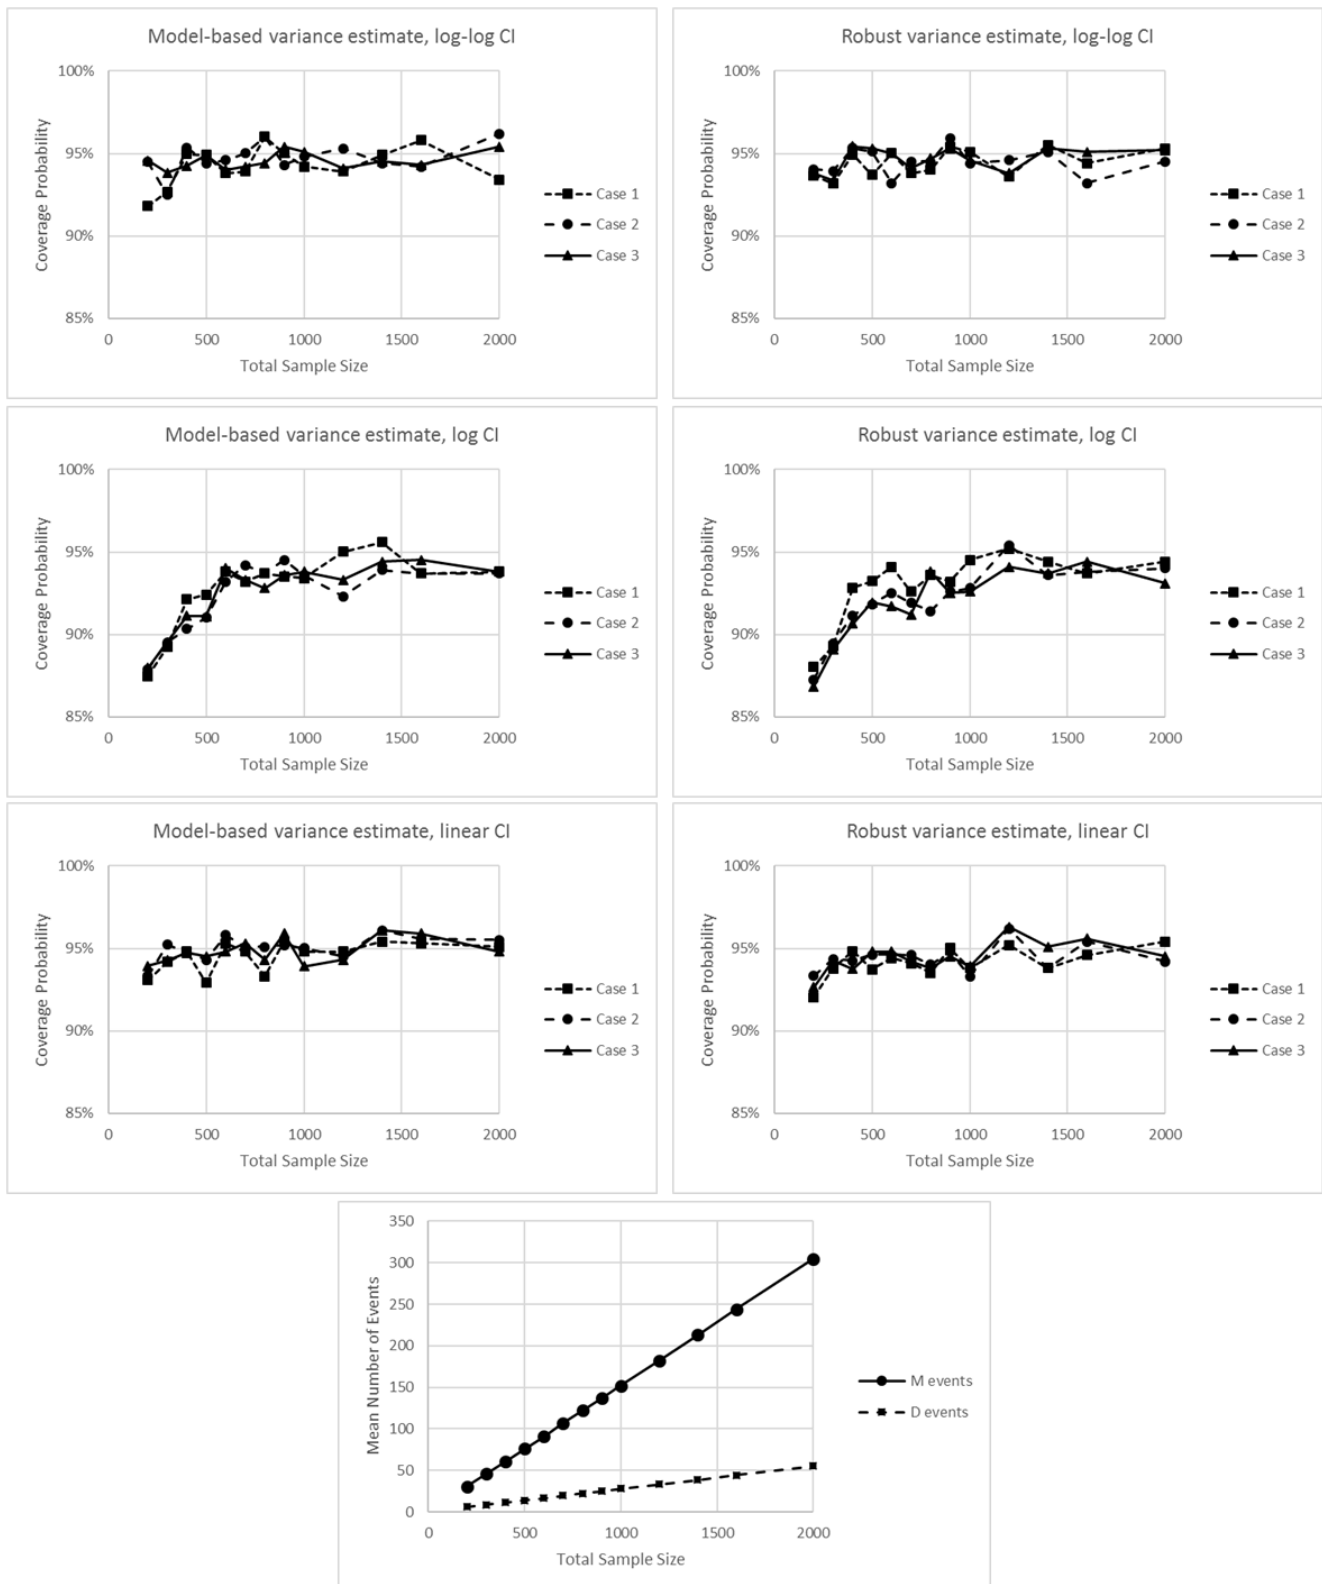 Model-based variance estimate, log-log CI
100%
95%
90%
85%
Coverage Probability
0 500 1000 1500 2000
Total Sample Size
Case 1
Case 2
Case 3
Robust variance estimate, log-log CI
100%
95%
90%
85%
Coverage Probability
0 500 1000 1500 2000
Total Sample Size
Case 1
Case 2
Case 3
Model-based variance estimate, log CI
100%
95%
90%
85%
Coverage Probability
0 500 1000 1500 2000
Total Sample Size
Case 1
Case 2
Case 3
Robust variance estimate, log CI
100%
95%
90%
85%
Coverage Probability
0 500 1000 1500 2000
Total Sample Size
Case 1
Case 2
Case 3
Model-based variance estimate, linear CI
100%
95%
90%
85%
Coverage Probability
0 500 1000 1500 2000
Total Sample Size
Case 1
Case 2
Case 3
Robust variance estimate, linear CI
100%
95%
90%
85%
Coverage Probability
0 500 1000 1500 2000
Total Sample Size
Case 1
Case 2
Case 3
350
300
250
200
150
100
50
0
Mean Number of Events
0 500 1000 1500 2000
Total Sample Size
M events
D events